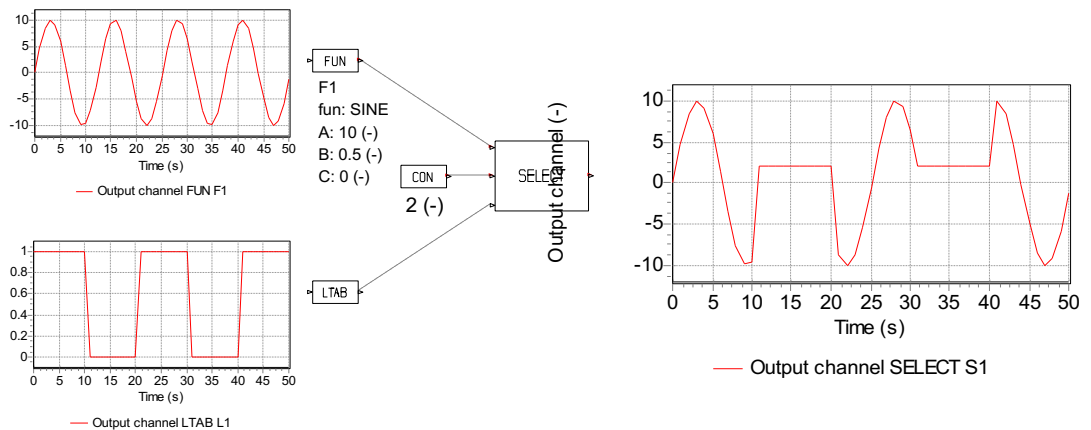 10
5
0
-5
-10
0 5 10 15 20 25 30 35 40 45 50
Time (s)
Output channel FUN F1
FUN
F1
fun: SINE
A: 10 (-)
B: 0.5 (-)
C: 0 (-)
CON
2 (-)
SELECT
Output channel (-)
LTAB
1
0.8
0.6
0.4
0.2
0
0 5 10 15 20 25 30 35 40 45 50
Time (s)
Output channel LTAB L1
10
5
0
-5
-10
0 5 10 15 20 25 30 35 40 45 50
Time (s)
Output channel SELECT S1